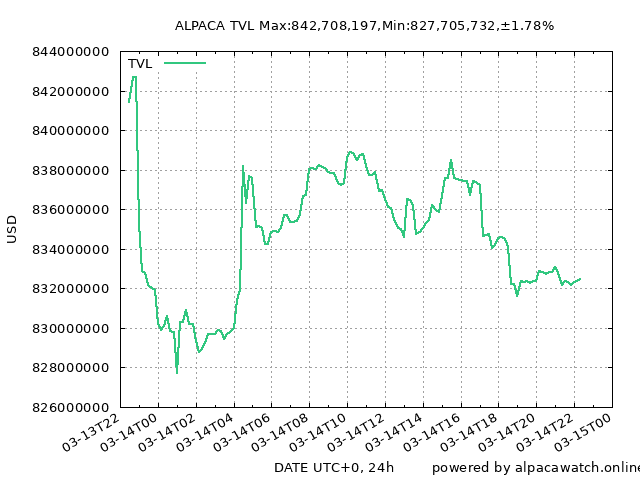 ALPACA TVL Max:842,708,197,Min:827,705,732,±1.78%
844000000
TVL
842000000
840000000
838000000
836000000
USD
834000000
832000000
830000000
828000000
826000000
03-13T22
03-14T00
03-14T02
03-14T04
03-14T06
03-14T08
03-14T10
03-14T12
03-14T14
03-14T16
03-14T18
03-14T20
03-14T22
03-15T00
DATE UTC+0, 24h
powered by alpacawatch.online